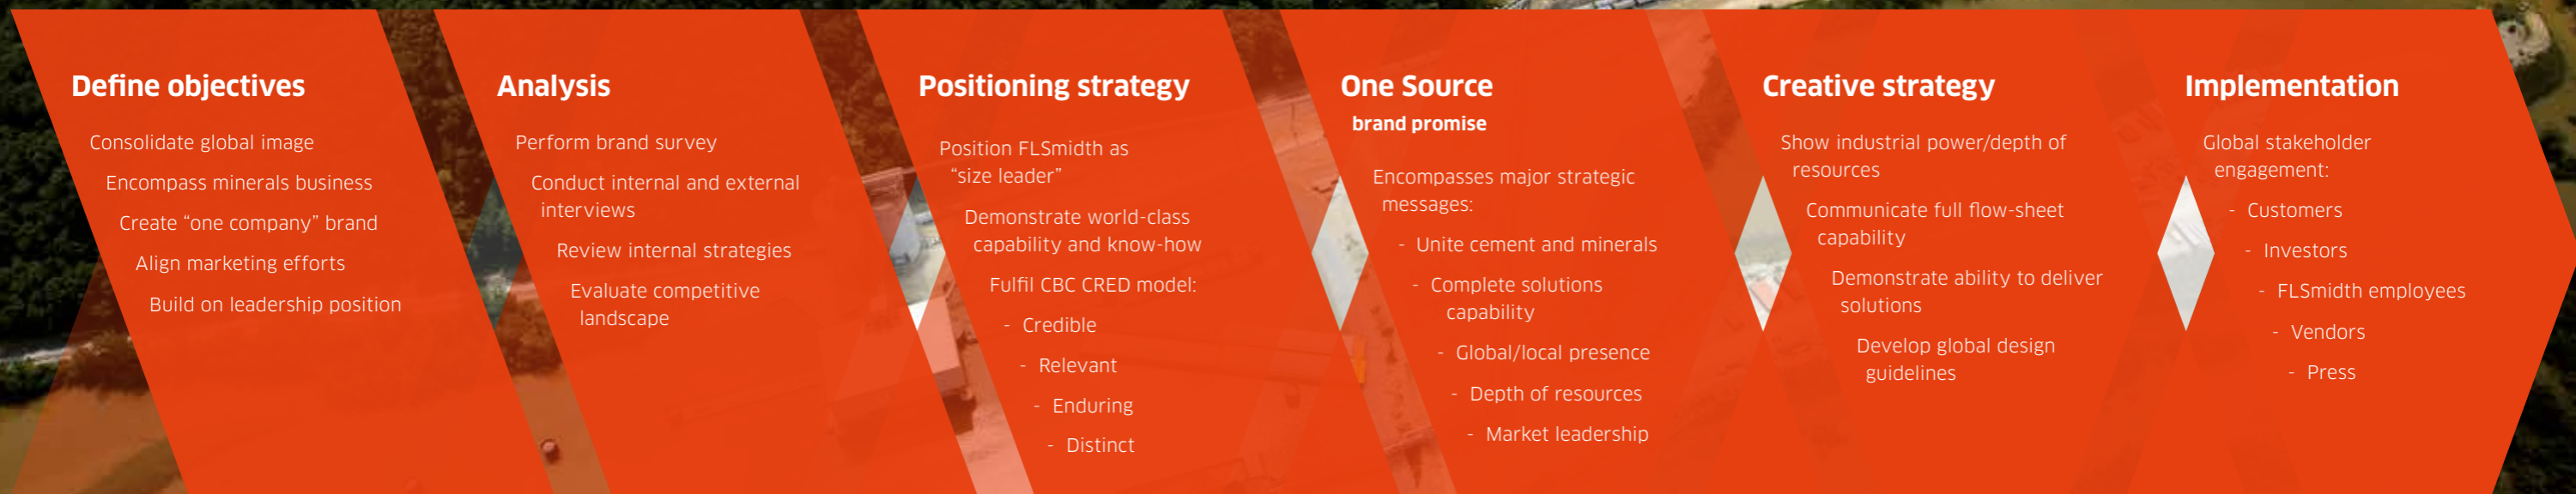 Define objectives
Consolidate global image
Encompass minerals business
Create “one company” brand
Align marketing efforts
Build on leadership position
Analysis
Perform brand survey
Conduct internal and external
interviews
Review internal strategies
Evaluate competitive
landscape
Positioning strategy
Position FLSmidth as
“size leader”
Demonstrate world-class
capability and know-how
Fulfil CBC CRED model:
- Credible
- Relevant
- Enduring
- Distinct
One Source
brand promise
Encompasses major strategic
messages:
- Unite cement and minerals
- Complete solutions
capability
- Global/local presence
- Depth of resources
- Market leadership
Creative strategy
Show industrial power/depth of
resources
Communicate full flow-sheet
capability
Demonstrate ability to deliver
solutions
Develop global design
guidelines
Implementation
Global stakeholder
engagement:
- Customers
- Investors
- FLSmidth employees
- Vendors
- Press